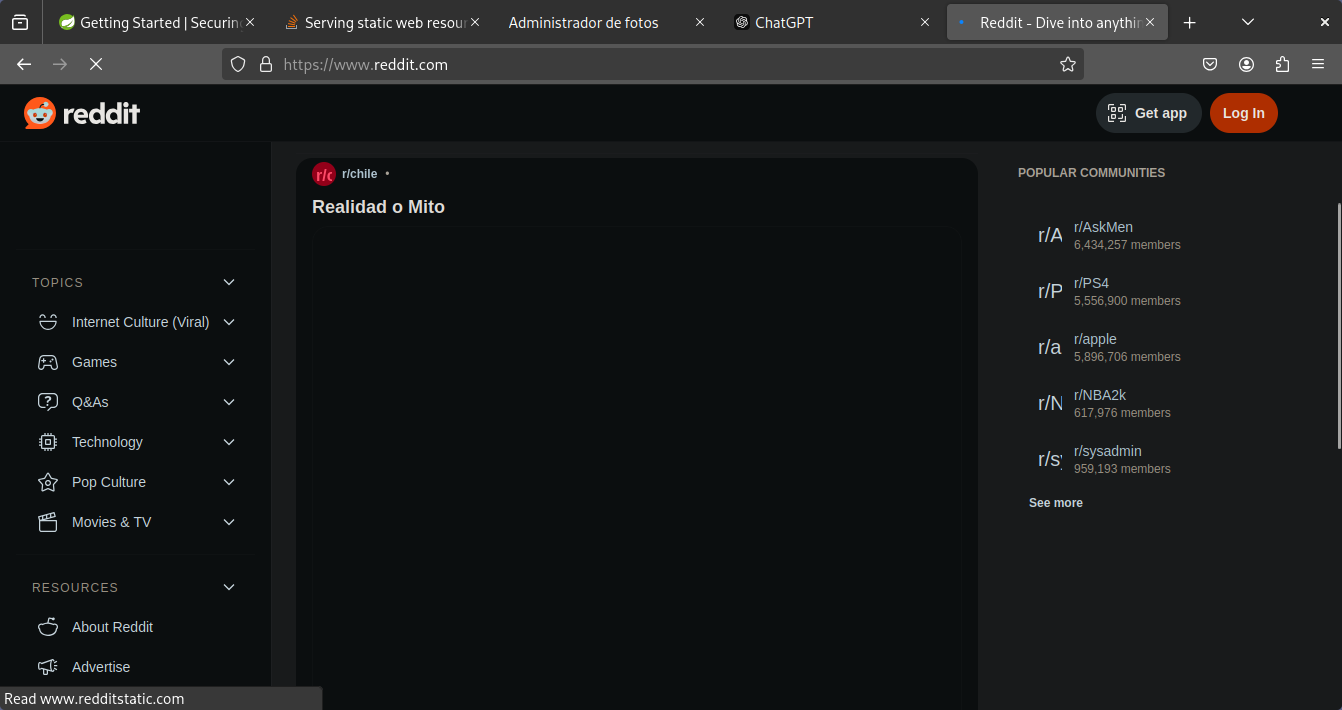 Getting Started | Securing
Serving static web resour
Administrador de fotos
ChatGPT
Reddit - Dive into anythin
https://www.reddit.com
reddit
Get app
Log In
TOPICS
Internet Culture (Viral)
Games
Q&As
Technology
Pop Culture
Movies & TV
RESOURCES
About Reddit
Advertise
r/c r/chile •
Realidad o Mito
POPULAR COMMUNITIES
r/A
r/AskMen
6,434,257 members
r/P
r/PS4
5,556,900 members
r/a
r/apple
5,896,706 members
r/N
r/NBA2k
617,976 members
r/sy
r/sysadmin
959,193 members
See more
Read www.redditstatic.com